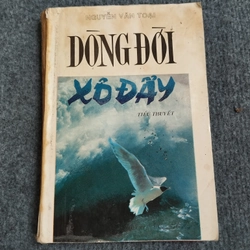 NGUYỄN VĂN TOẠI
DÒNG ĐỜI
XÔ ĐẨY
TIỂU THUYẾT